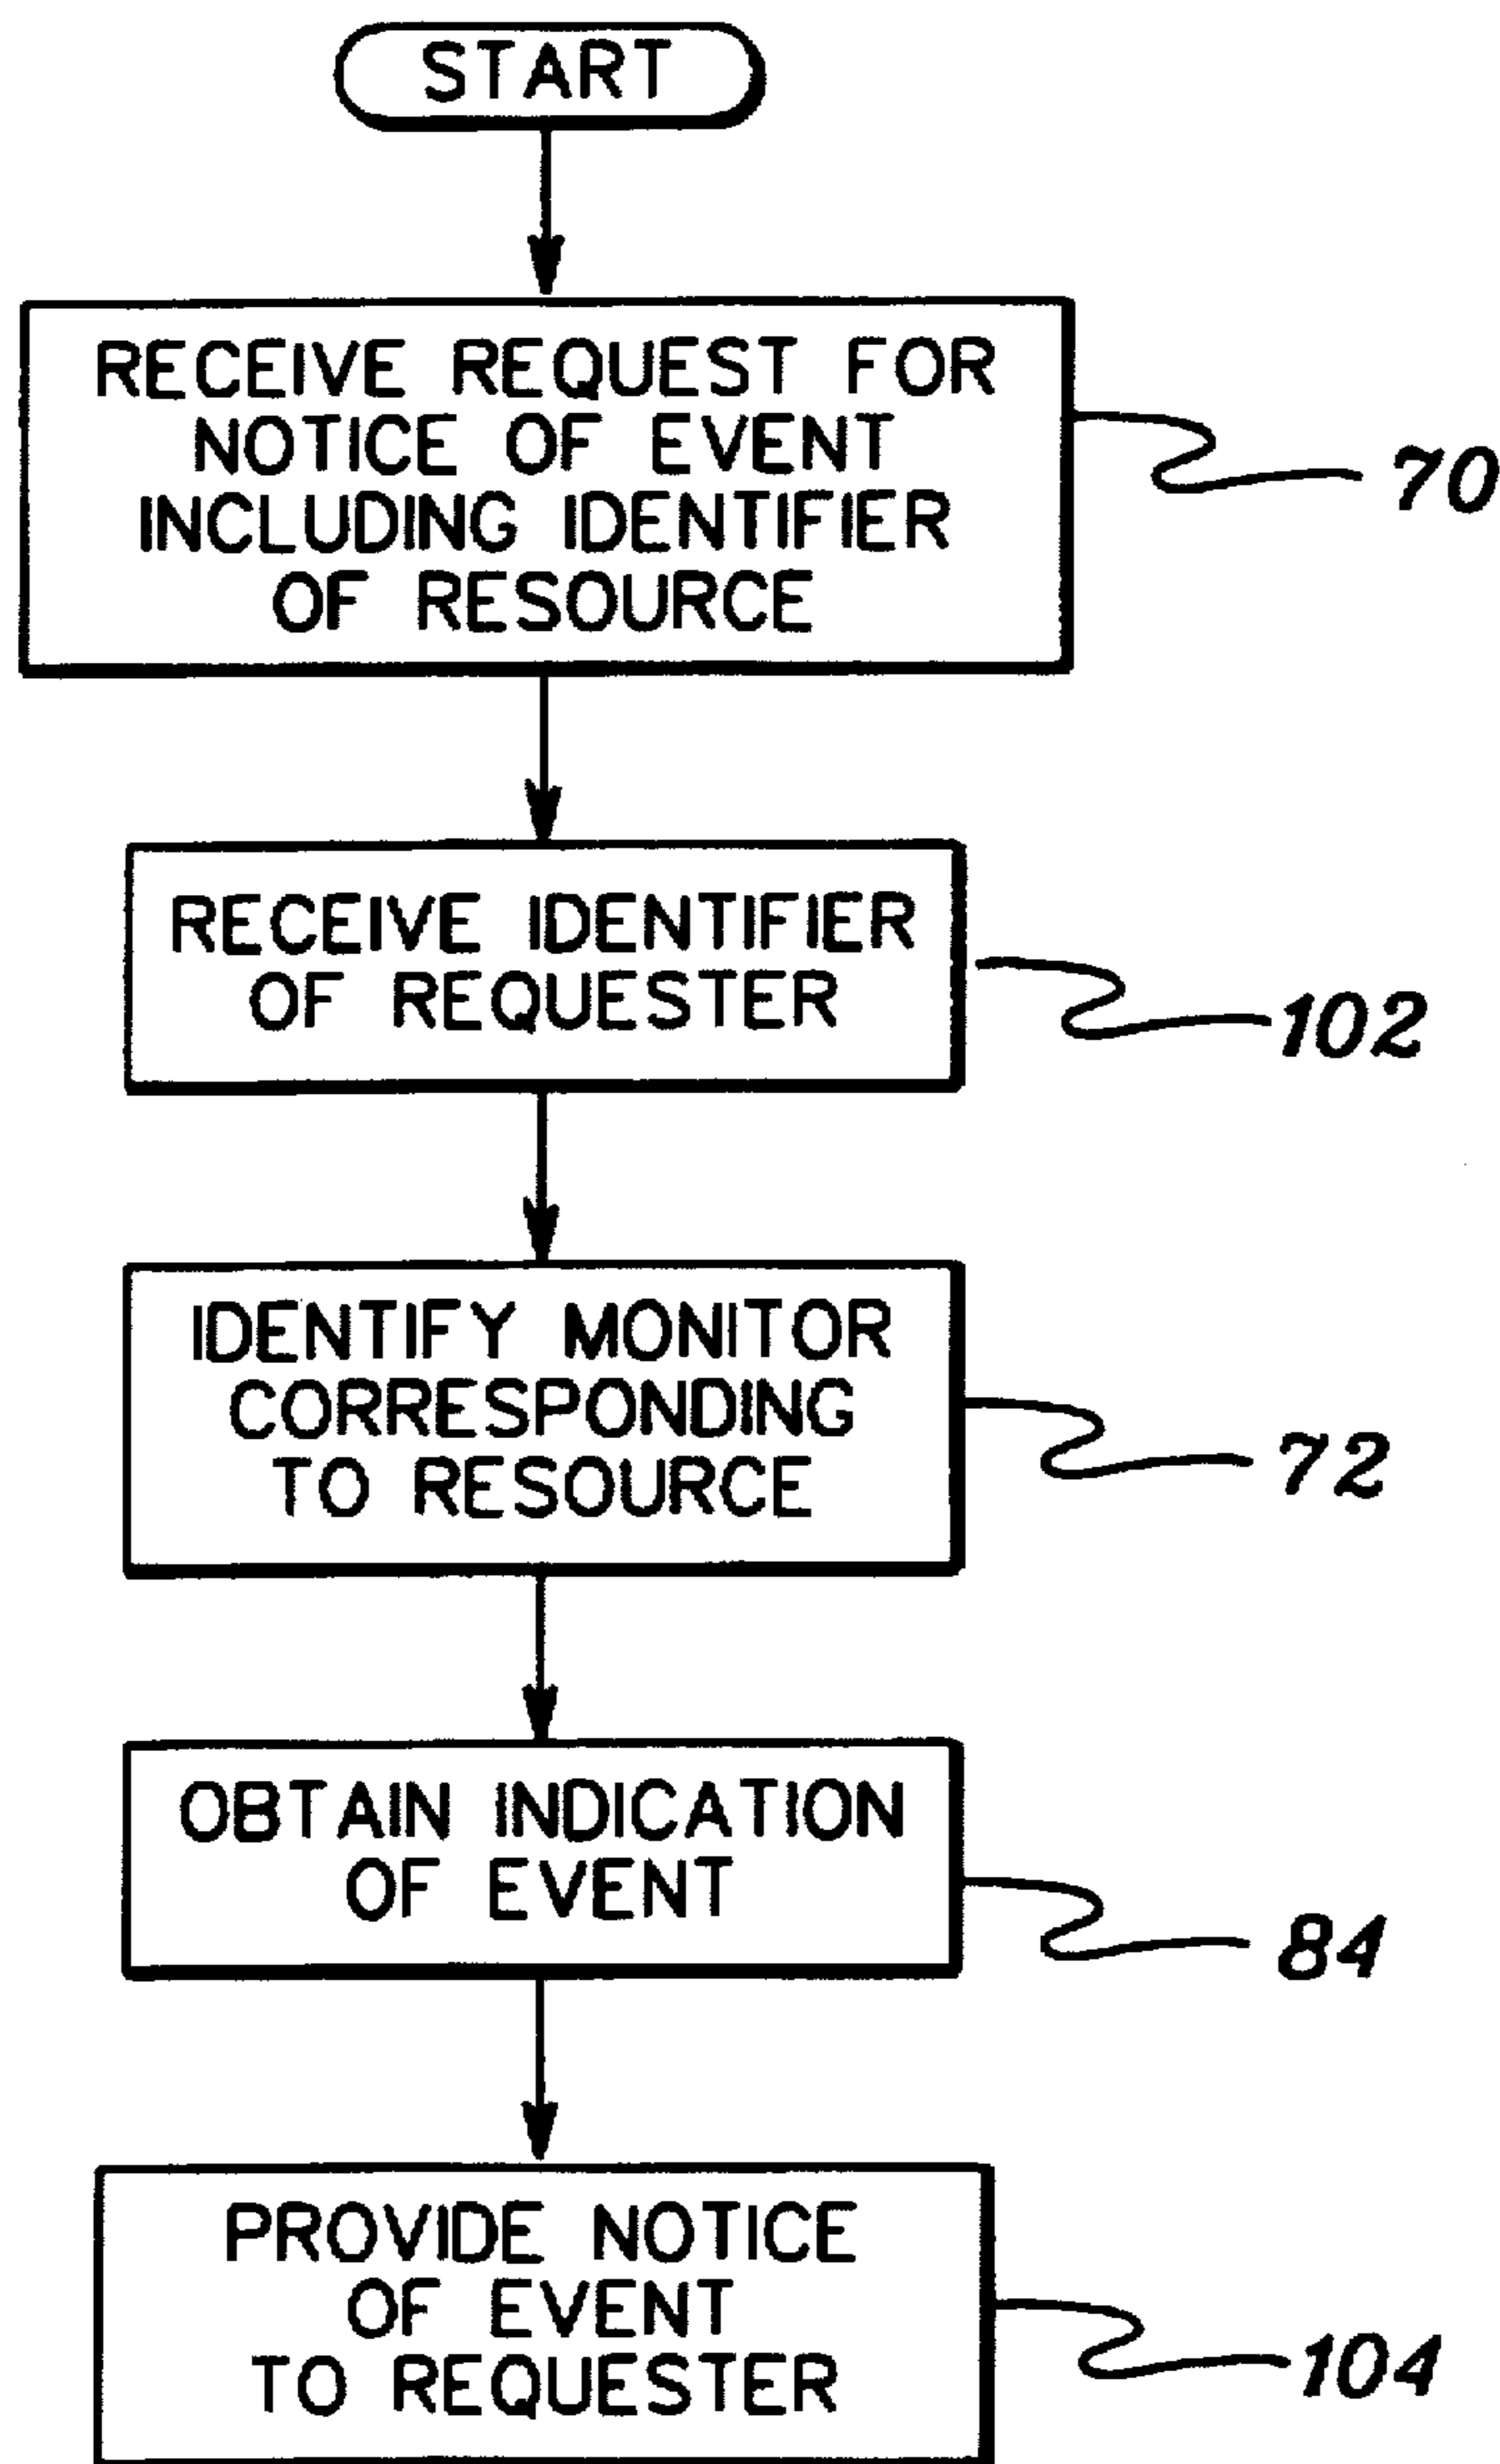 START
RECEIVE REQUEST FOR
NOTICE OF EVENT
INCLUDING IDENTIFIER
OF RESOURCE
70
RECEIVE IDENTIFIER
OF REQUESTER
102
IDENTIFY MONITOR
CORRESPONDING
TO RESOURCE
72
OBTAIN INDICATION
OF EVENT
84
PROVIDE NOTICE
OF EVENT
TO REQUESTER
104